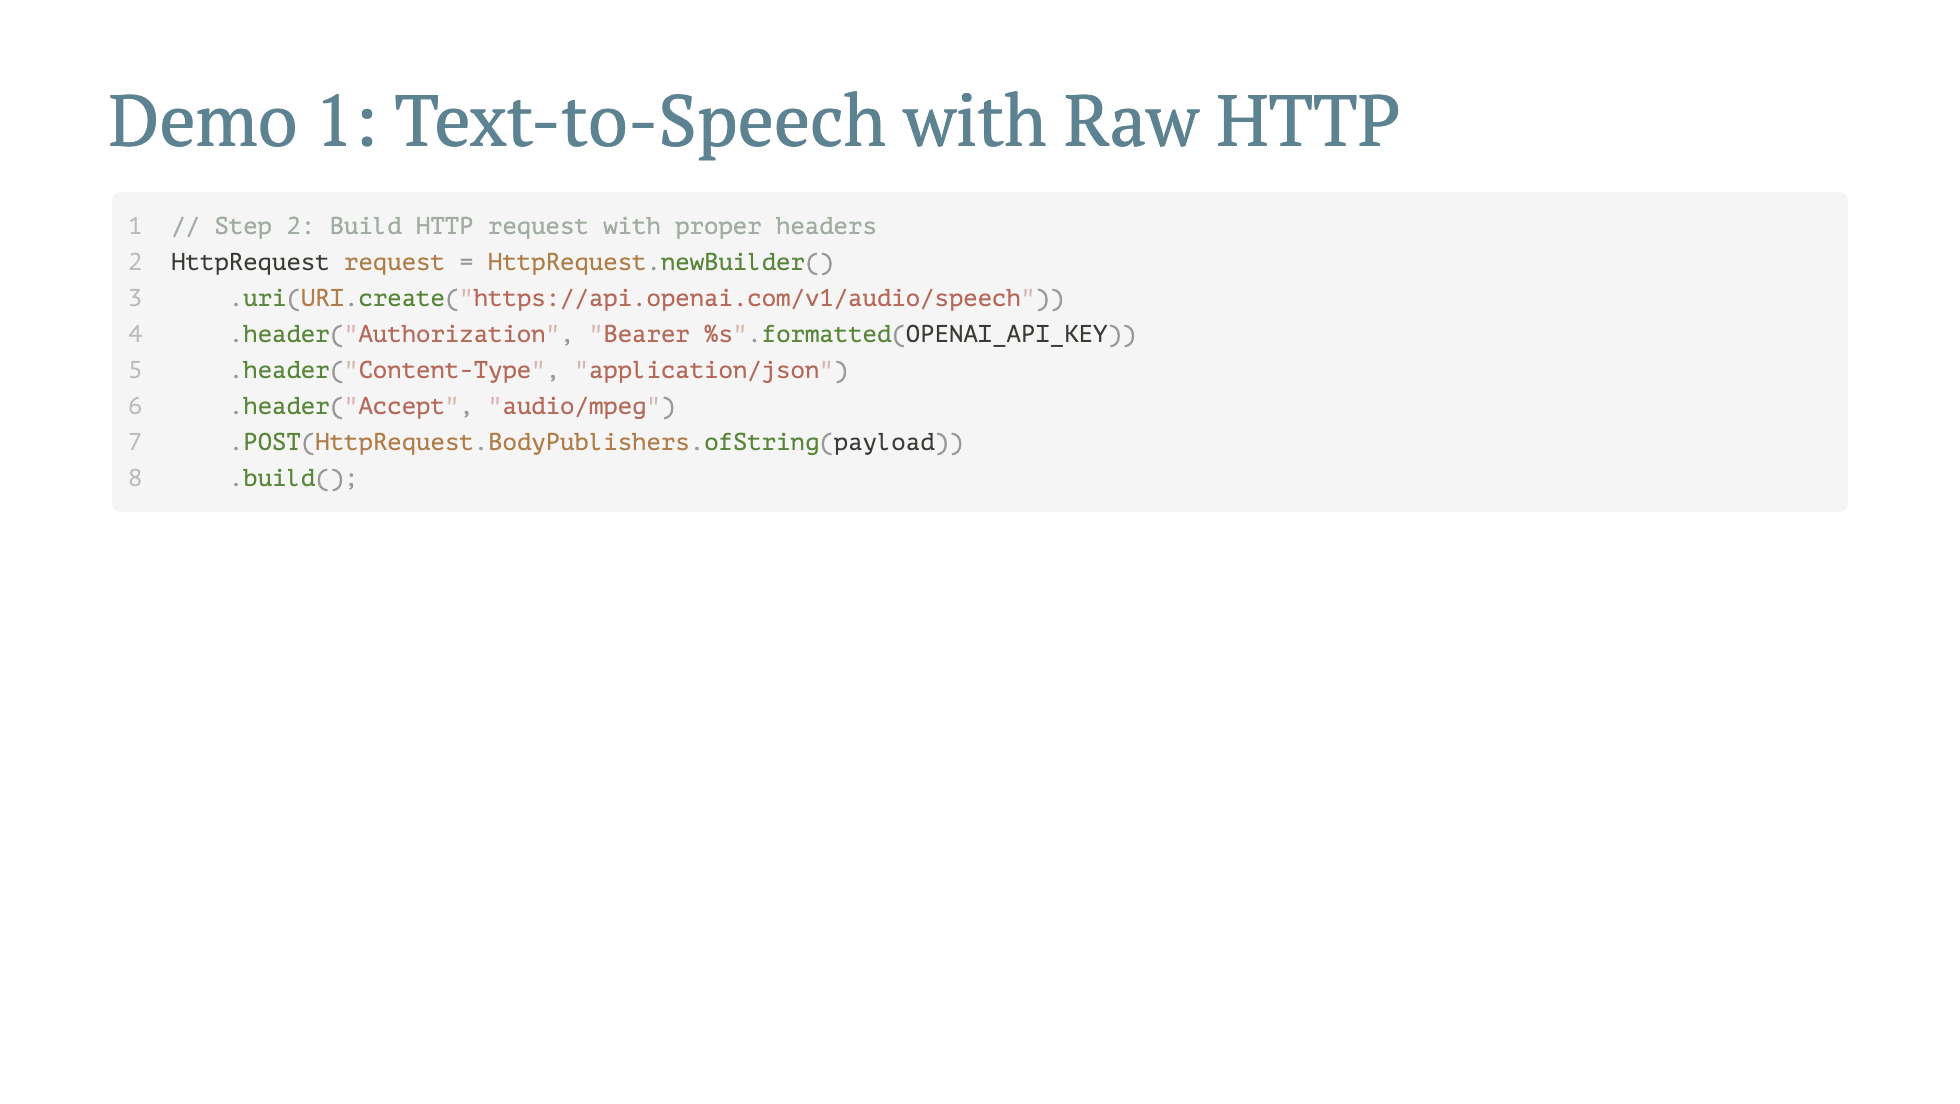 Demo 1: Text-to-Speech with Raw HTTP
1 // Step 2: Build HTTP request with proper headers
2 HttpRequest request = HttpRequest.newBuilder()
3     .uri(URI.create("https://api.openai.com/v1/audio/speech"))
4     .header("Authorization", "Bearer %s".formatted(OPENAI_API_KEY))
5     .header("Content-Type", "application/json")
6     .header("Accept", "audio/mpeg")
7     .POST(HttpRequest.BodyPublishers.ofString(payload))
8     .build();